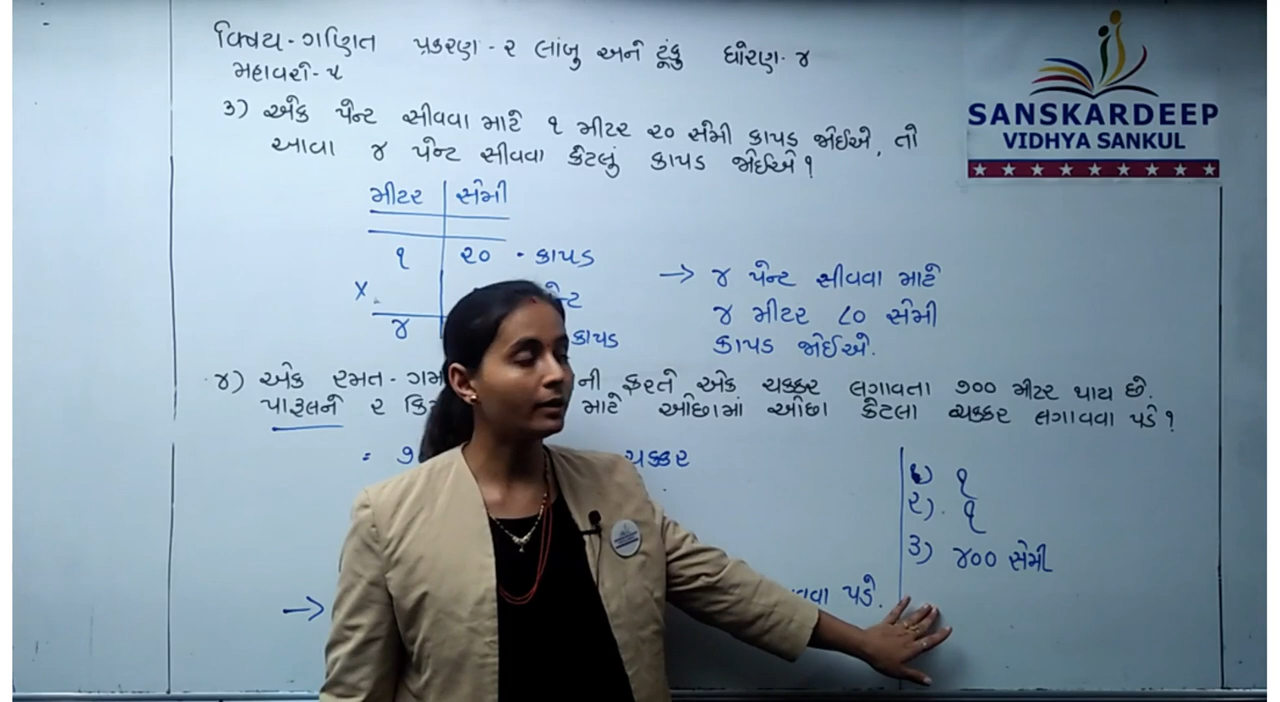 વિષય - ગણિત પ્રકરણ - ૨ લાંબુ અને ટૂંકુ ધોરણ - ૪
મહાવરો - ૫
SANSKARDEEP
VIDHYA SANKUL
૩) એક પેન્ટ સીવવા માટે ૧ મીટર ૨૦ સેમી કાપડ જોઈએ, તો
આવા ૪ પેન્ટ સીવવા કેટલું કાપડ જોઈએ ?
મીટર સેમી
૧ ૨૦ - કાપડ
×
૪ કાપડ
→ ૪ પેન્ટ સીવવા માટે
૪ મીટર ૮૦ સેમી
કાપડ જોઈએ.
૪) એક રમત - ની ફરતે એક ચક્કર લગાવતા ૭૦૦ મીટર થાય છે.
પારૂલને ૨ માટે ઓછામાં ઓછા કેટલા ચક્કર લગાવવા પડે ?
= ચક્કર
→ પડે.
૧) ૧
૨) ૧
૩) ૪૦૦ સેમી